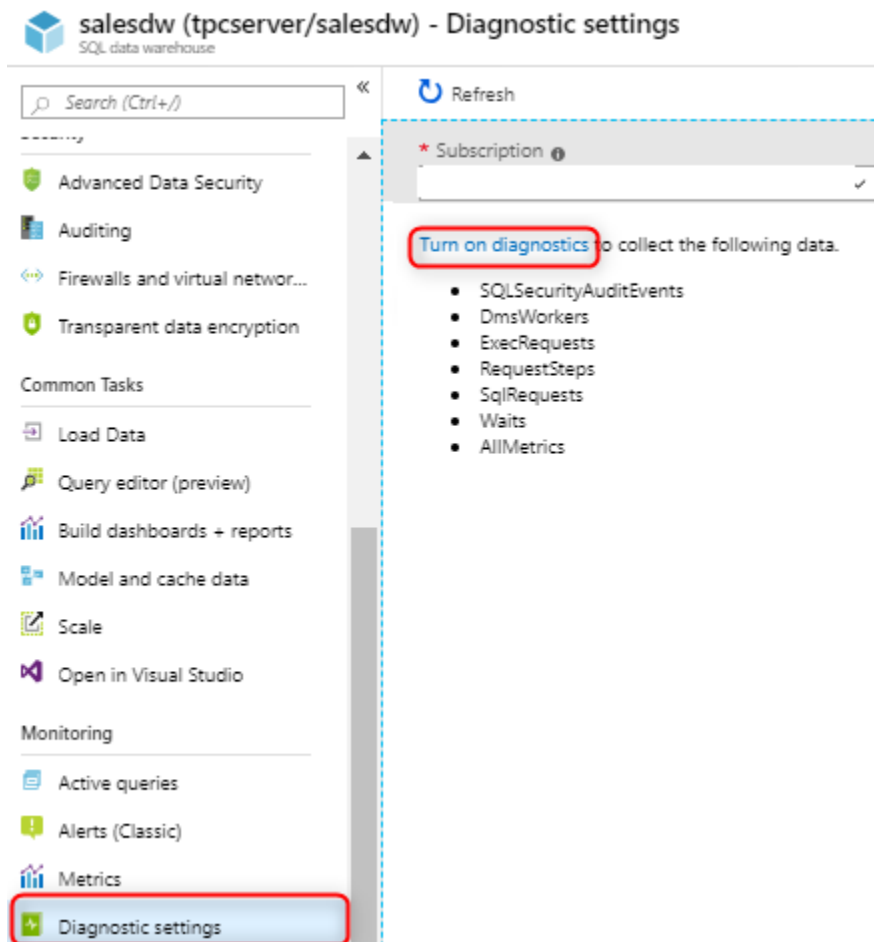 salesdw (tpcserver/salesdw) - Diagnostic settings
SQL data warehouse
Search (Ctrl+/)
«
Refresh
* Subscription
Security
Advanced Data Security
Auditing
Firewalls and virtual networ...
Transparent data encryption
Common Tasks
Load Data
Query editor (preview)
Build dashboards + reports
Model and cache data
Scale
Open in Visual Studio
Monitoring
Active queries
Alerts (Classic)
Metrics
Diagnostic settings
Turn on diagnostics to collect the following data.
• SQLSecurityAuditEvents
• DmsWorkers
• ExecRequests
• RequestSteps
• SqlRequests
• Waits
• AllMetrics